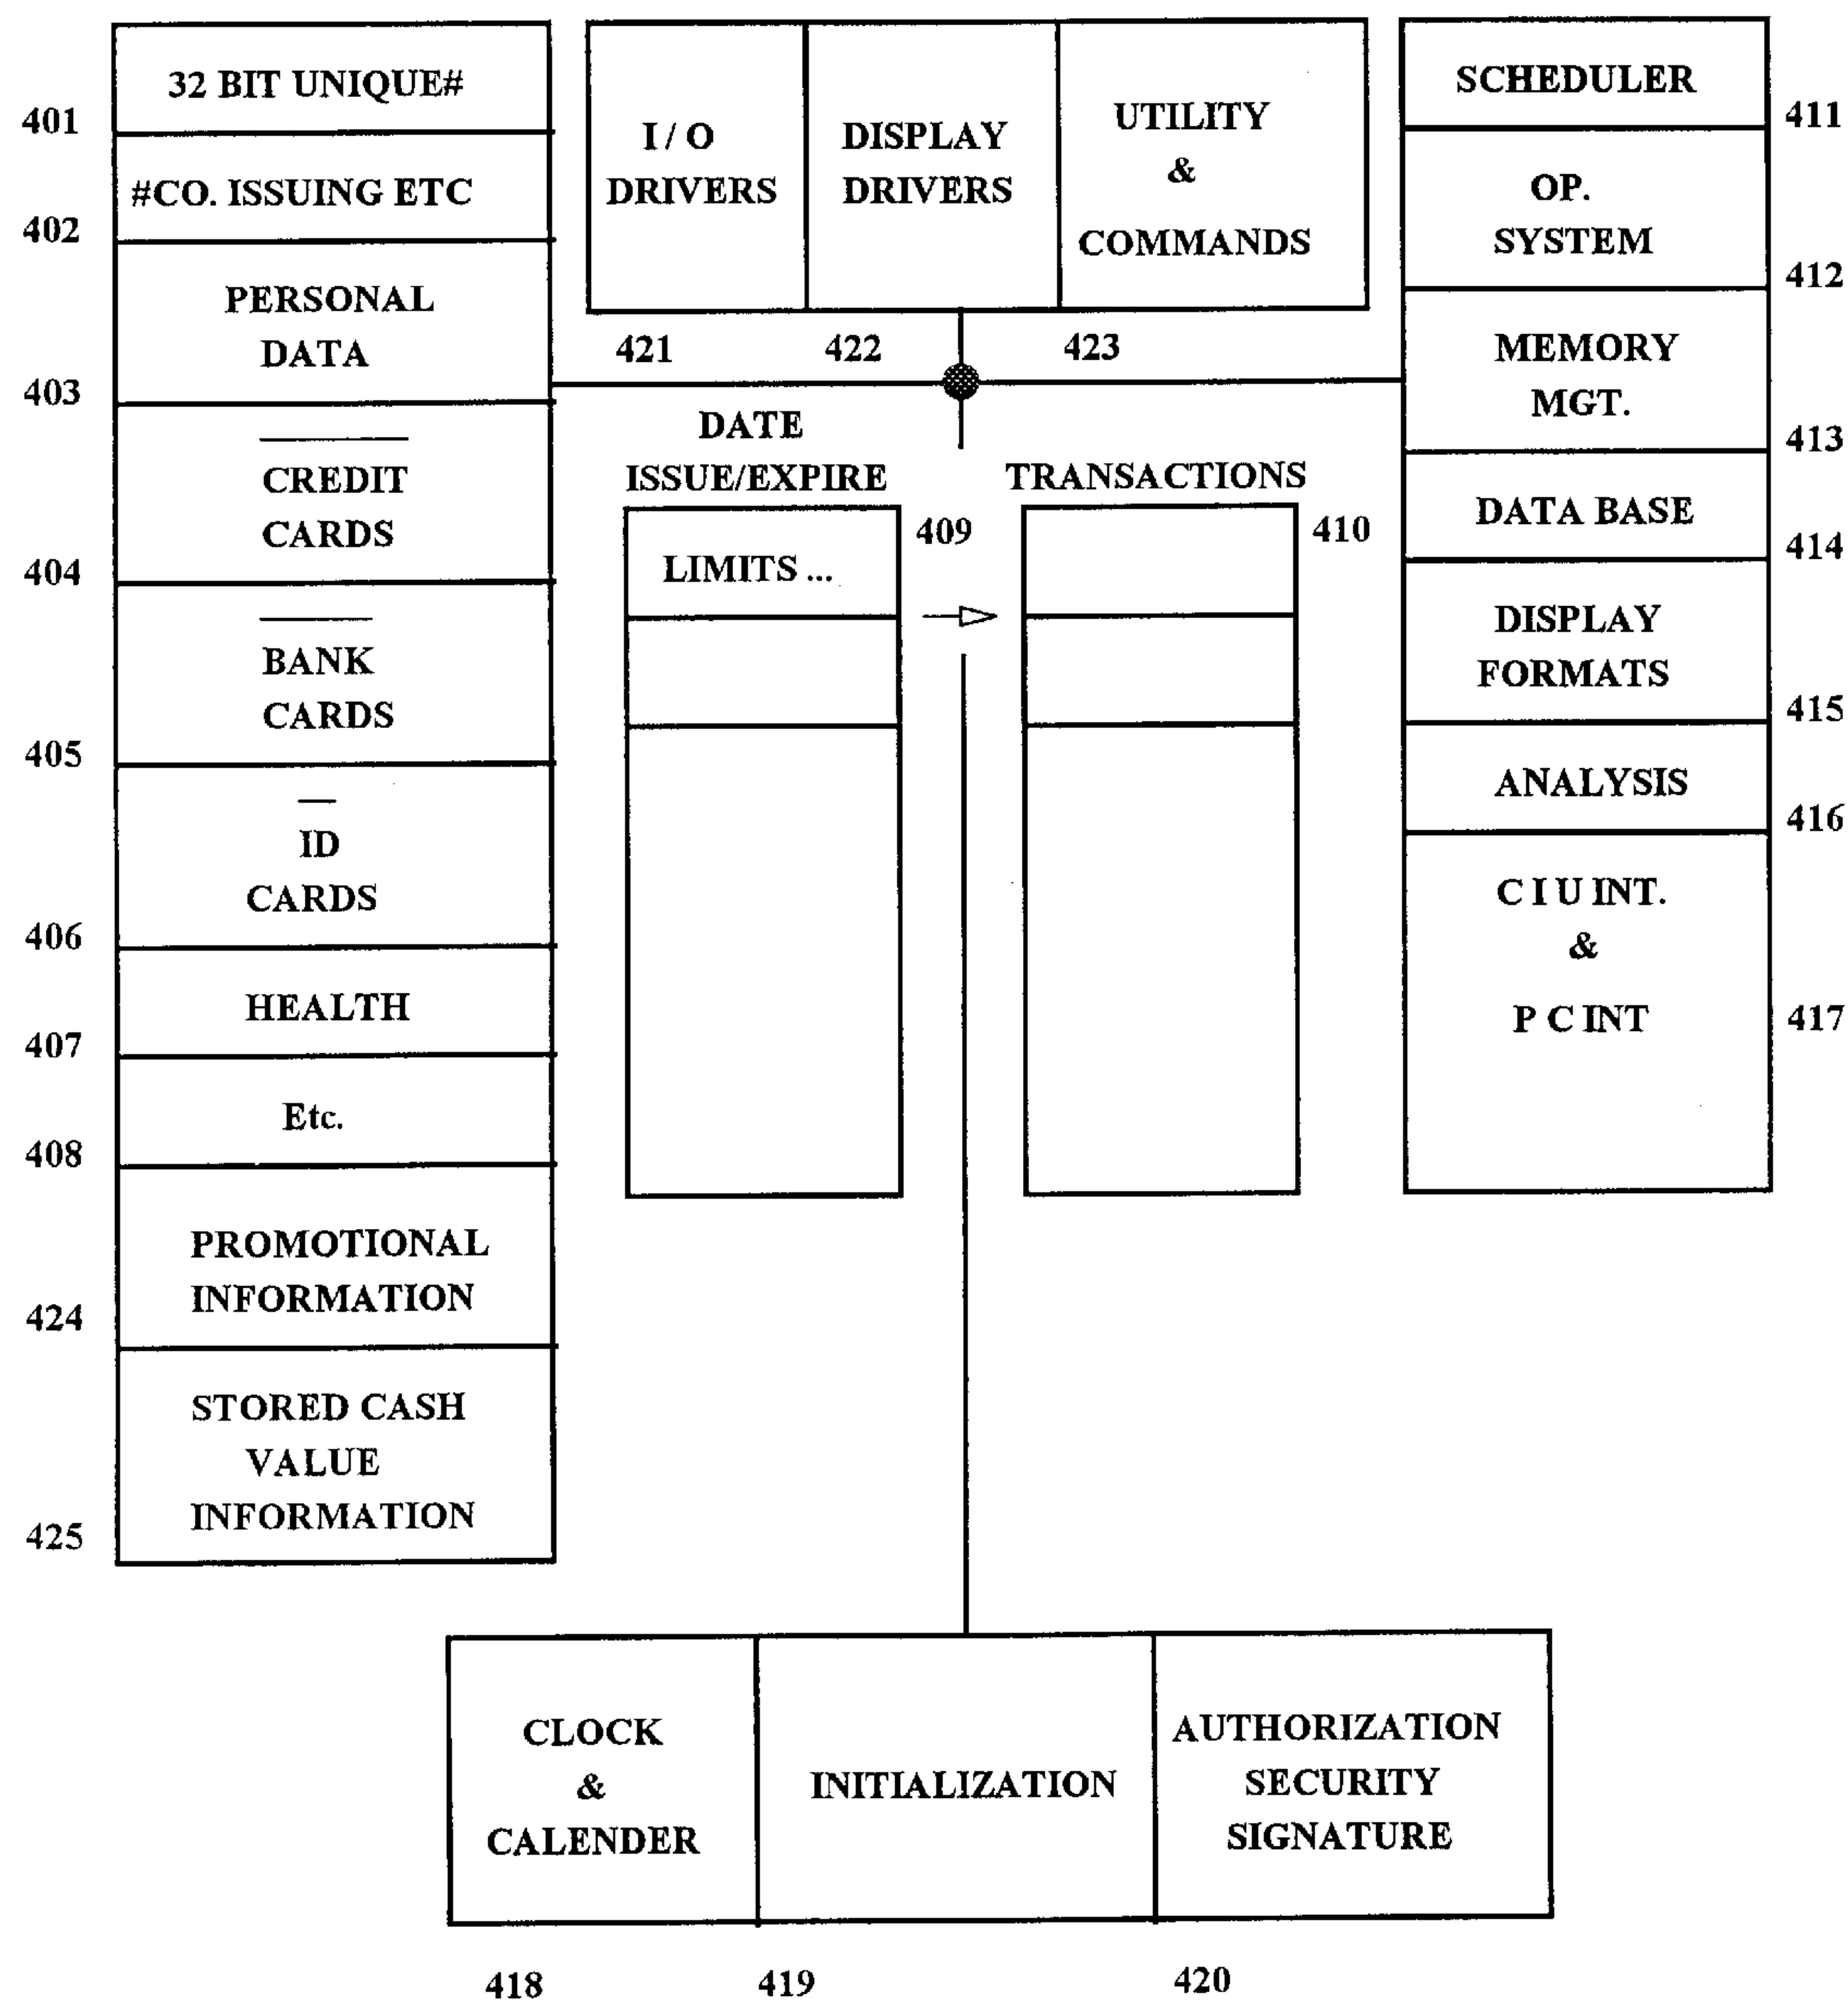 32 BIT UNIQUE#
401
#CO. ISSUING ETC
402
PERSONAL
DATA
403
CREDIT
CARDS
404
BANK
CARDS
405
ID
CARDS
406
HEALTH
407
Etc.
408
PROMOTIONAL
INFORMATION
424
STORED CASH
VALUE
INFORMATION
425
I / O
DRIVERS
421
DISPLAY
DRIVERS
422
UTILITY
&
COMMANDS
423
DATE
ISSUE/EXPIRE
409
LIMITS ...
TRANSACTIONS
410
SCHEDULER
411
OP.
SYSTEM
412
MEMORY
MGT.
413
DATA BASE
414
DISPLAY
FORMATS
415
ANALYSIS
416
C I U INT.
&
P C INT
417
CLOCK
&
CALENDER
418
INITIALIZATION
419
AUTHORIZATION
SECURITY
SIGNATURE
420